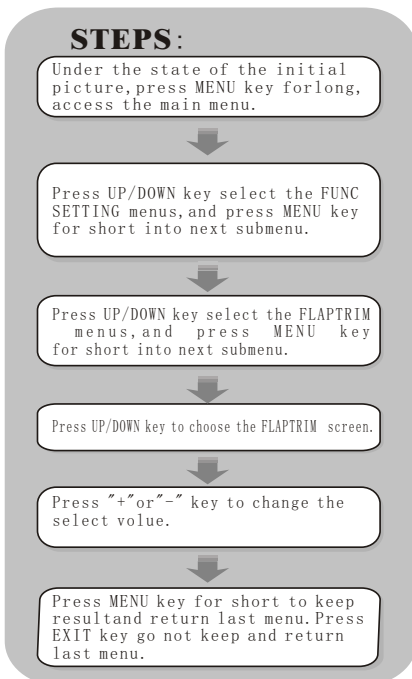 STEPS:
Under the state of the initial
picture, press MENU key forlong,
access the main menu.
Press UP/DOWN key select the FUNC
SETTING menus, and press MENU key
for short into next submenu.
Press UP/DOWN key select the FLAPTRIM
menus, and press MENU key
for short into next submenu.
Press UP/DOWN key to choose the FLAPTRIM screen.
Press "+"or"-" key to change the
select volue.
Press MENU key for short to keep
resultand return last menu. Press
EXIT key go not keep and return
last menu.